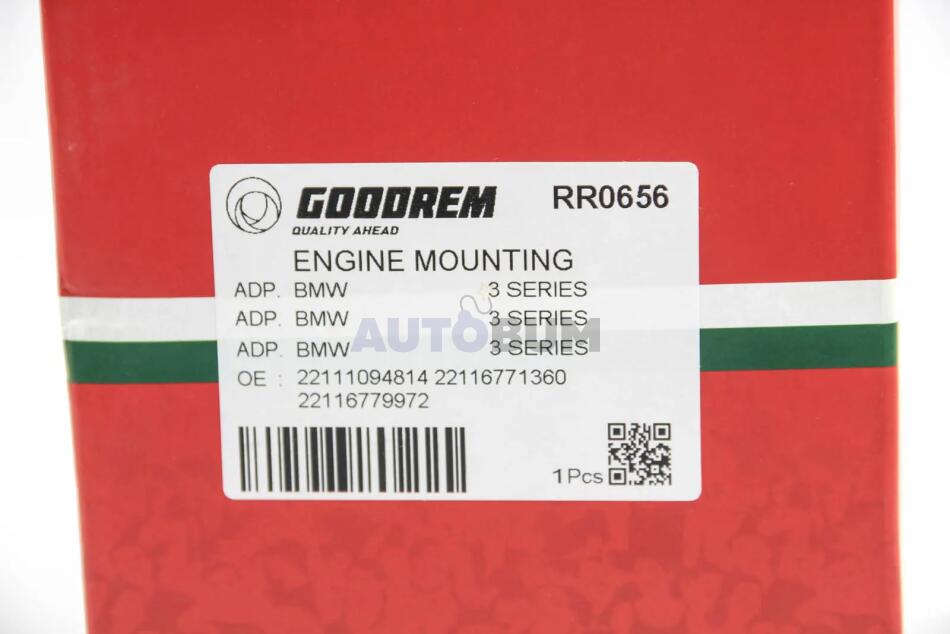 GOODREM RR0656
QUALITY AHEAD
ENGINE MOUNTING
ADP. BMW 3 SERIES
ADP. BMW 3 SERIES
AUTOBUM
ADP. BMW 3 SERIES
OE : 22111094814 22116771360
22116779972
1Pcs